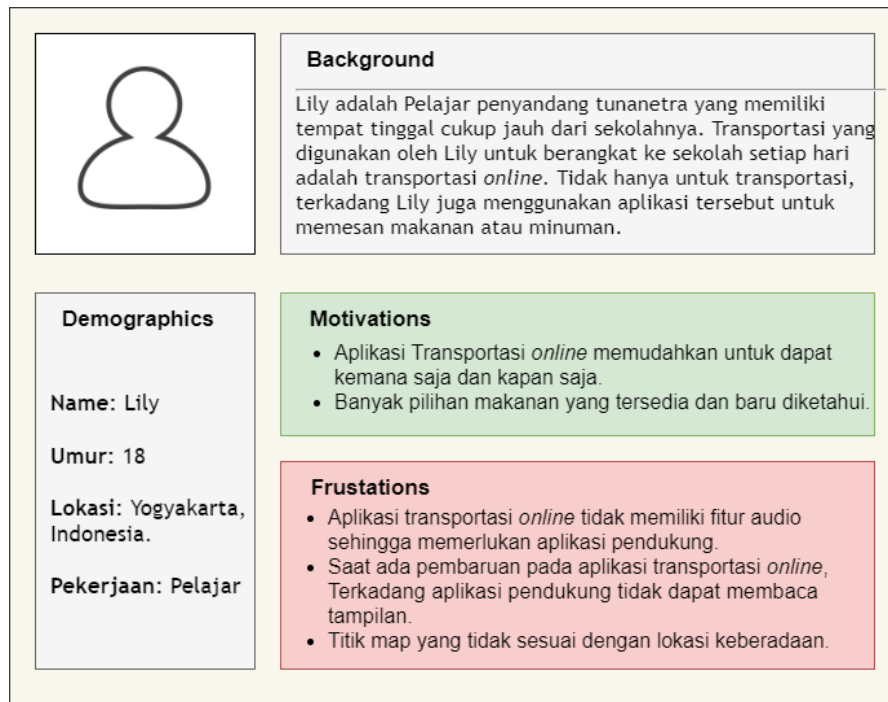 Background
Lily adalah Pelajar penyandang tunanetra yang memiliki
tempat tinggal cukup jauh dari sekolahnya. Transportasi yang
digunakan oleh Lily untuk berangkat ke sekolah setiap hari
adalah transportasi online. Tidak hanya untuk transportasi,
terkadang Lily juga menggunakan aplikasi tersebut untuk
memesan makanan atau minuman.
Demographics
Name: Lily
Umur: 18
Lokasi: Yogyakarta,
Indonesia.
Pekerjaan: Pelajar
Motivations
• Aplikasi Transportasi online memudahkan untuk dapat
kemana saja dan kapan saja.
• Banyak pilihan makanan yang tersedia dan baru diketahui.
Frustations
• Aplikasi transportasi online tidak memiliki fitur audio
sehingga memerlukan aplikasi pendukung.
• Saat ada pembaruan pada aplikasi transportasi online,
Terkadang aplikasi pendukung tidak dapat membaca
tampilan.
• Titik map yang tidak sesuai dengan lokasi keberadaan.